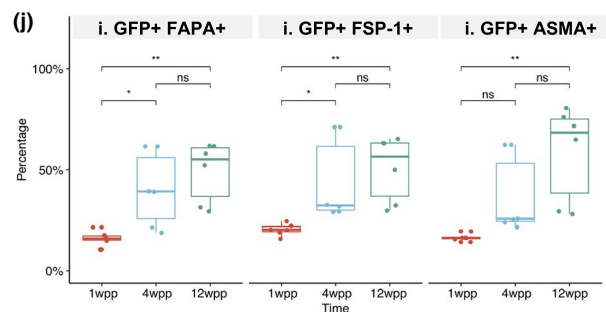 (j)
i. GFP+ FAPA+
i. GFP+ FSP-1+
i. GFP+ ASMA+
Percentage
100%
50%
0%
**
ns
*
**
ns
*
**
ns
ns
1wpp 4wpp 12wpp
1wpp 4wpp 12wpp
1wpp 4wpp 12wpp
Time